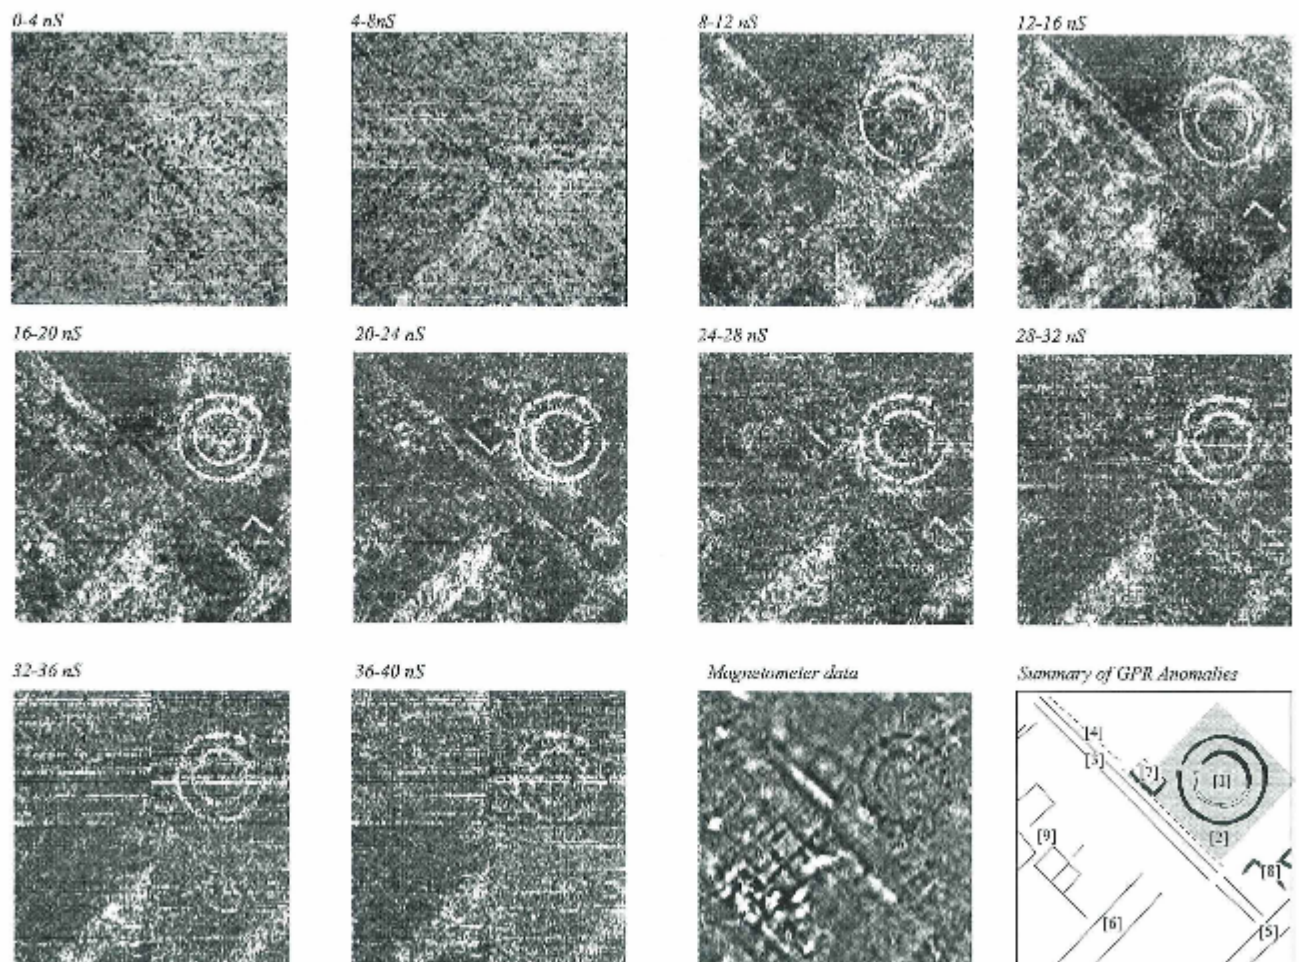 0-4 nS
4-8nS
8-12 nS
12-16 nS
16-20 nS
20-24 nS
24-28 nS
28-32 nS
32-36 nS
36-40 nS
Magnetometer data
Summary of GPR Anomalies
[4]
[3]
[7]
[1]
[2]
[9]
[8]
[6]
[5]